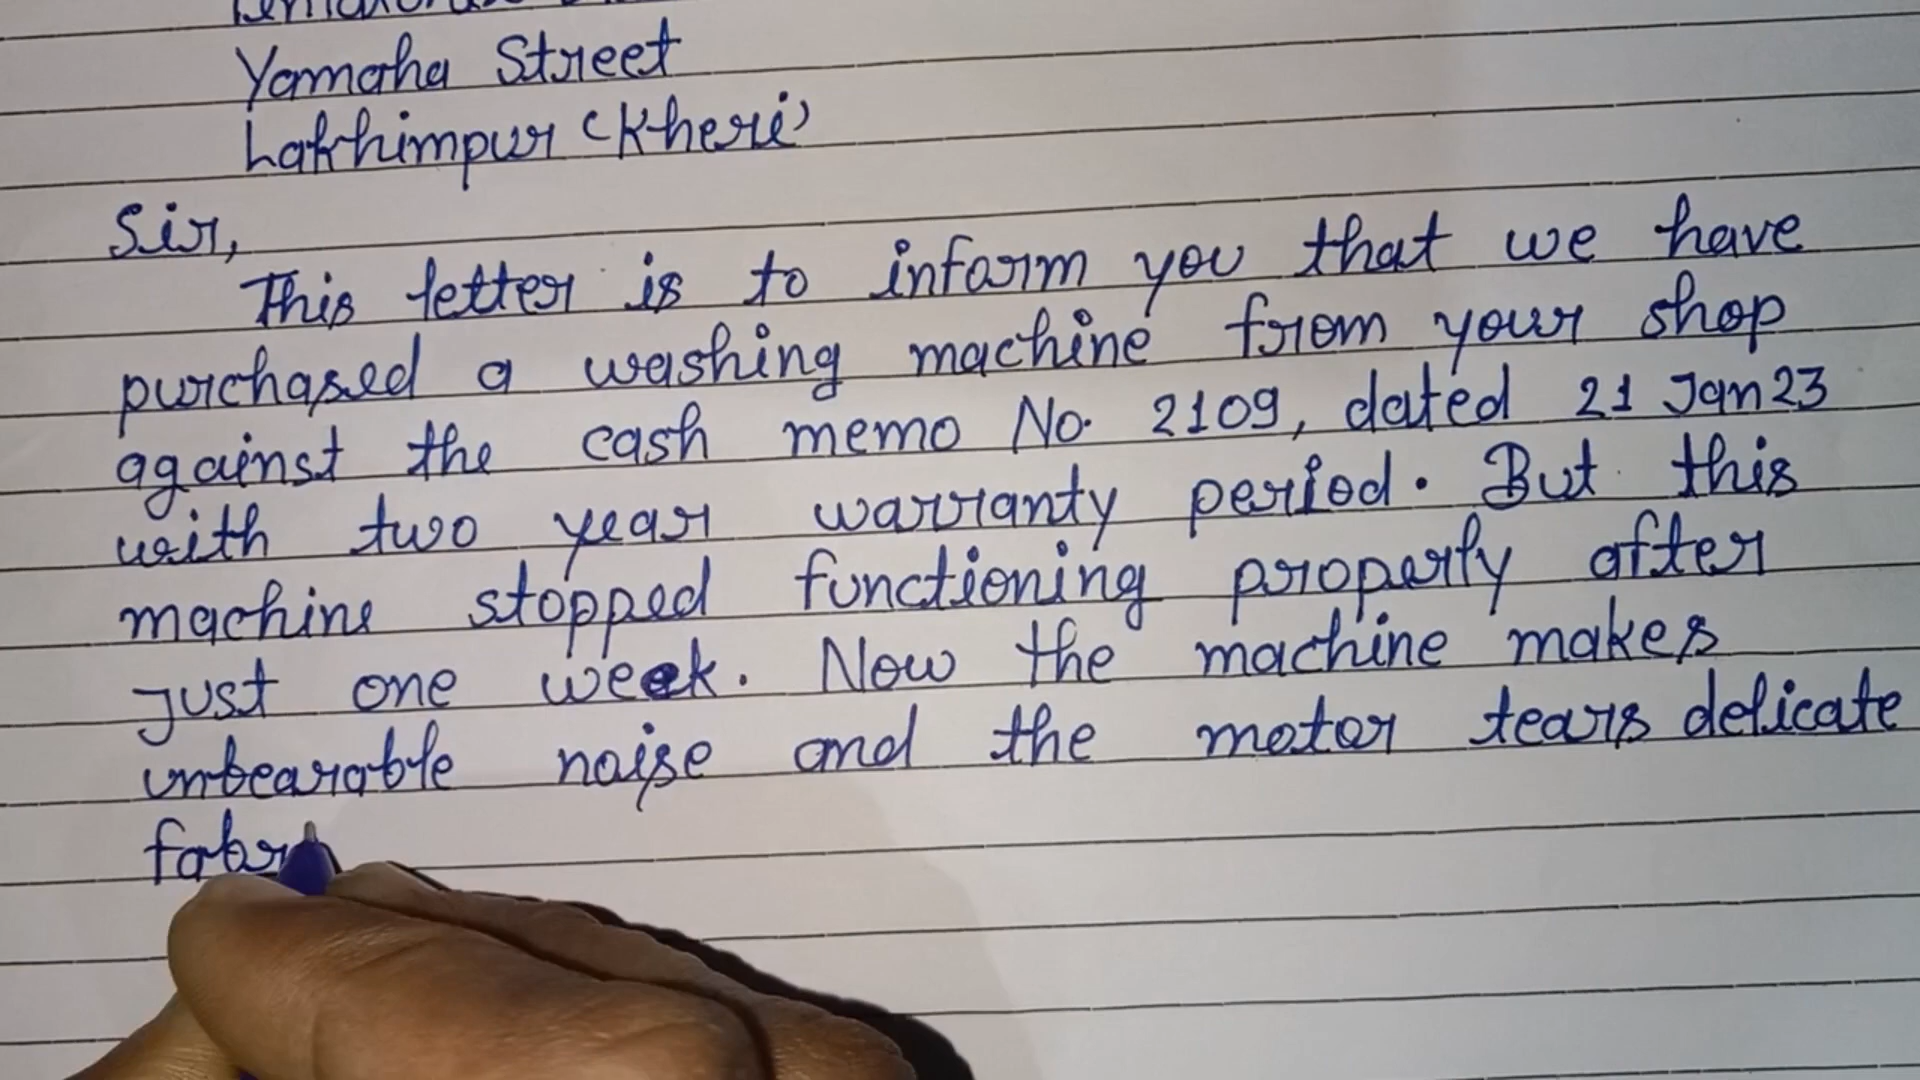 Yamaha Street
Lakhimpur (Kheri)
Sir,
This letter is to inform you that we have
purchased a washing machine from your shop
against the cash memo No. 2109, dated 21 Jan 23
with two year warranty period. But this
machine stopped functioning properly after
just one week. Now the machine makes
unbearable noise and the motor tears delicate
fabr